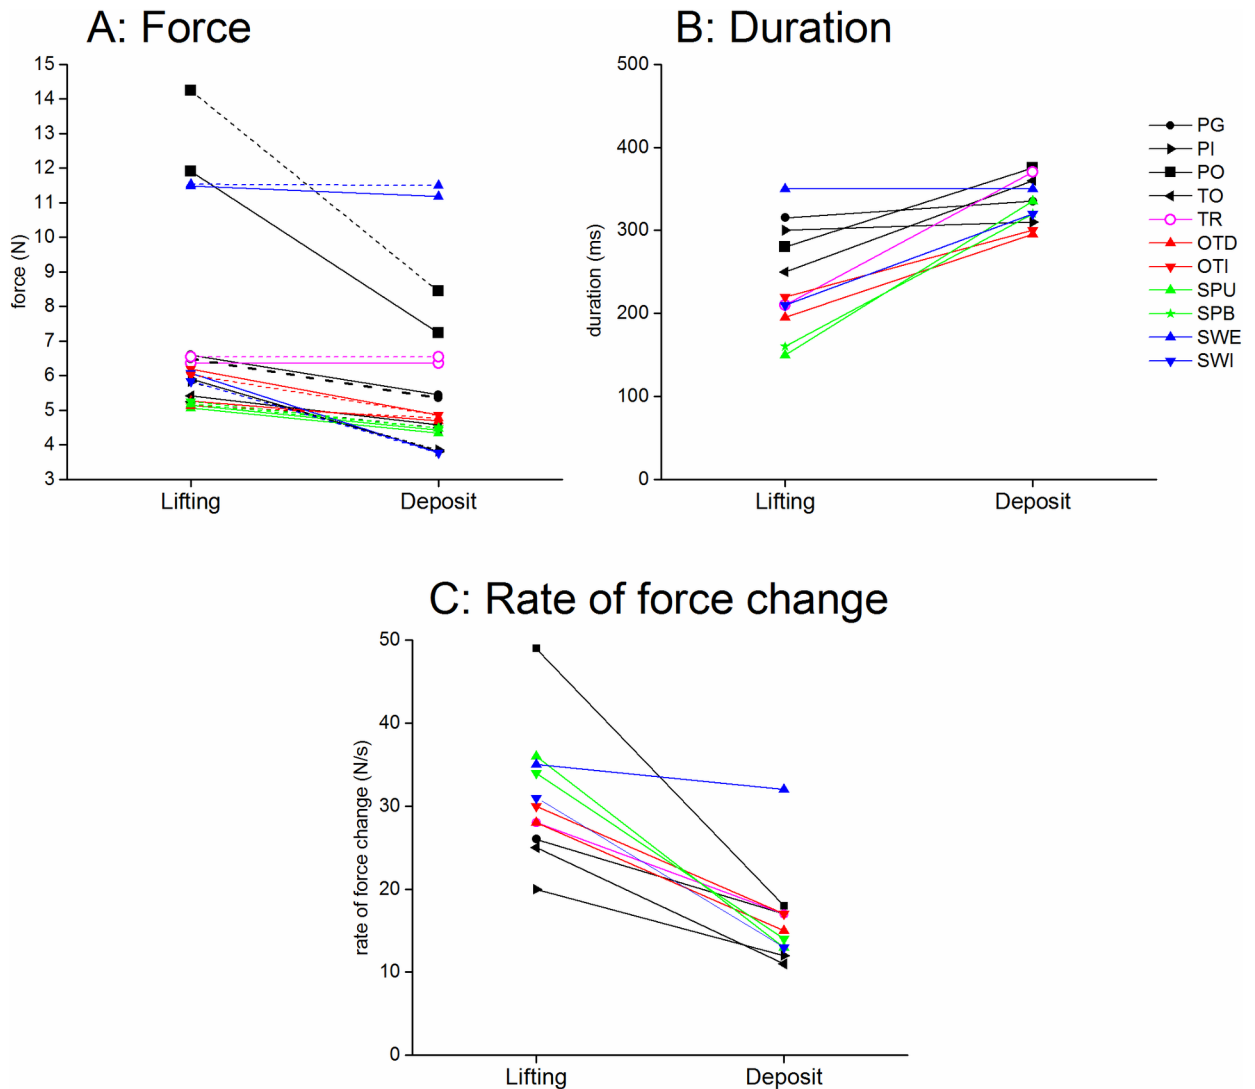 A: Force
15
14
13
12
11
10
9
8
7
6
5
4
3
force (N)
Lifting
Deposit
B: Duration
500
400
300
200
100
0
duration (ms)
Lifting
Deposit
PG
PI
PO
TO
TR
OTD
OTI
SPU
SPB
SWE
SWI
C: Rate of force change
50
40
30
20
10
0
rate of force change (N/s)
Lifting
Deposit